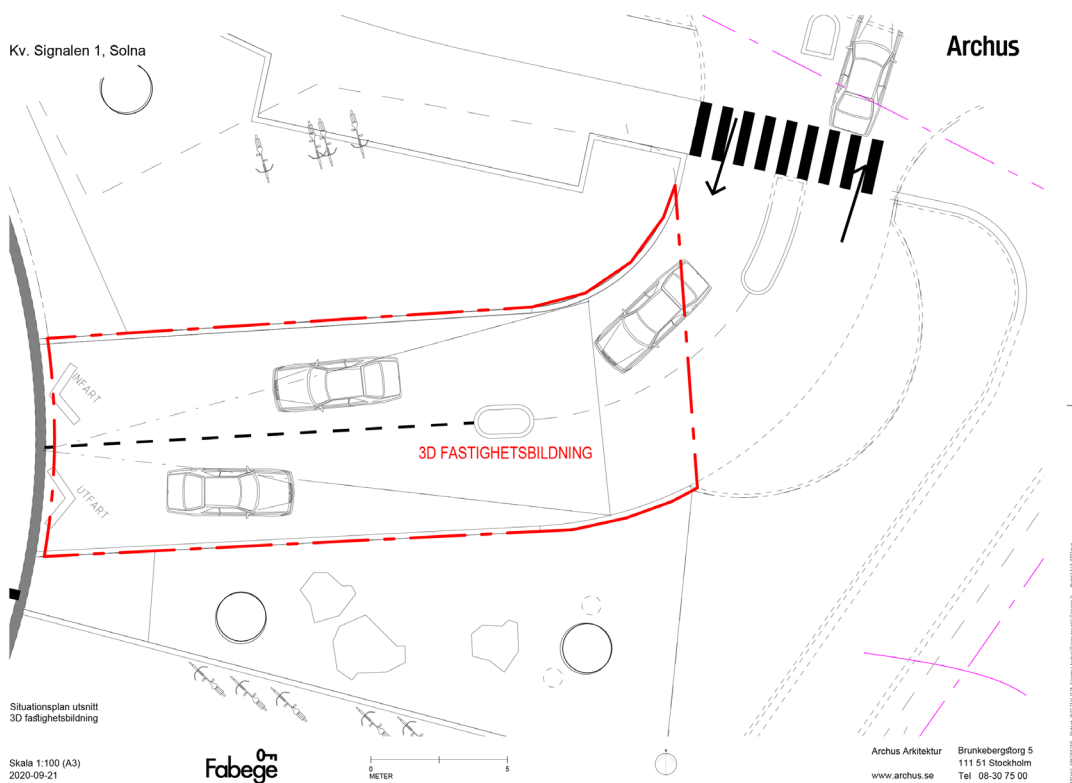 Kv. Signalen 1, Solna
Archus
INFART
3D FASTIGHETSBILDNING
UTFART
Situationsplan utsnitt
3D fastighetsbildning
Skala 1:100 (A3)
2020-09-21
Fabege
0
5
METER
Archus Arkitektur
www.archus.se
Brunkebergstorg 5
111 51 Stockholm
Tel 08-30 75 00